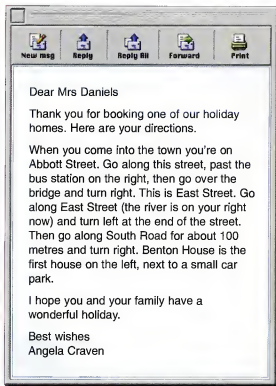 New msg Reply Reply All Forward Print
Dear Mrs Daniels
Thank you for booking one of our holiday
homes. Here are your directions.
When you come into the town you're on
Abbott Street. Go along this street, past the
bus station on the right, then go over the
bridge and turn right. This is East Street. Go
along East Street (the river is on your right
now) and turn left at the end of the street.
Then go along South Road for about 100
metres and turn right. Benton House is the
first house on the left, next to a small car
park.
I hope you and your family have a
wonderful holiday.
Best wishes
Angela Craven